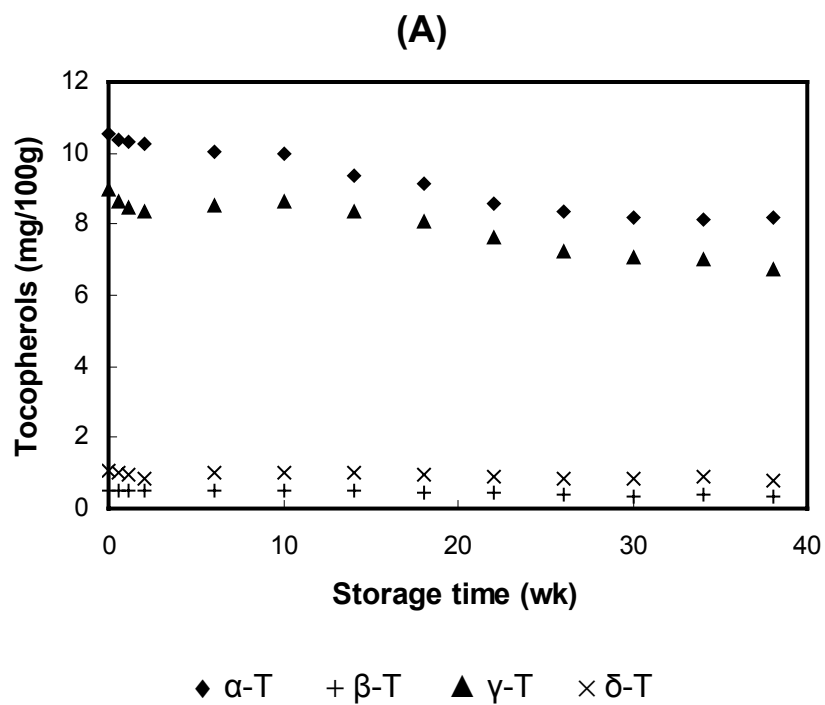 (A)
12
10
8
6
4
2
0
Tocopherols (mg/100g)
0 10 20 30 40
Storage time (wk)
α-T β-T γ-T δ-T